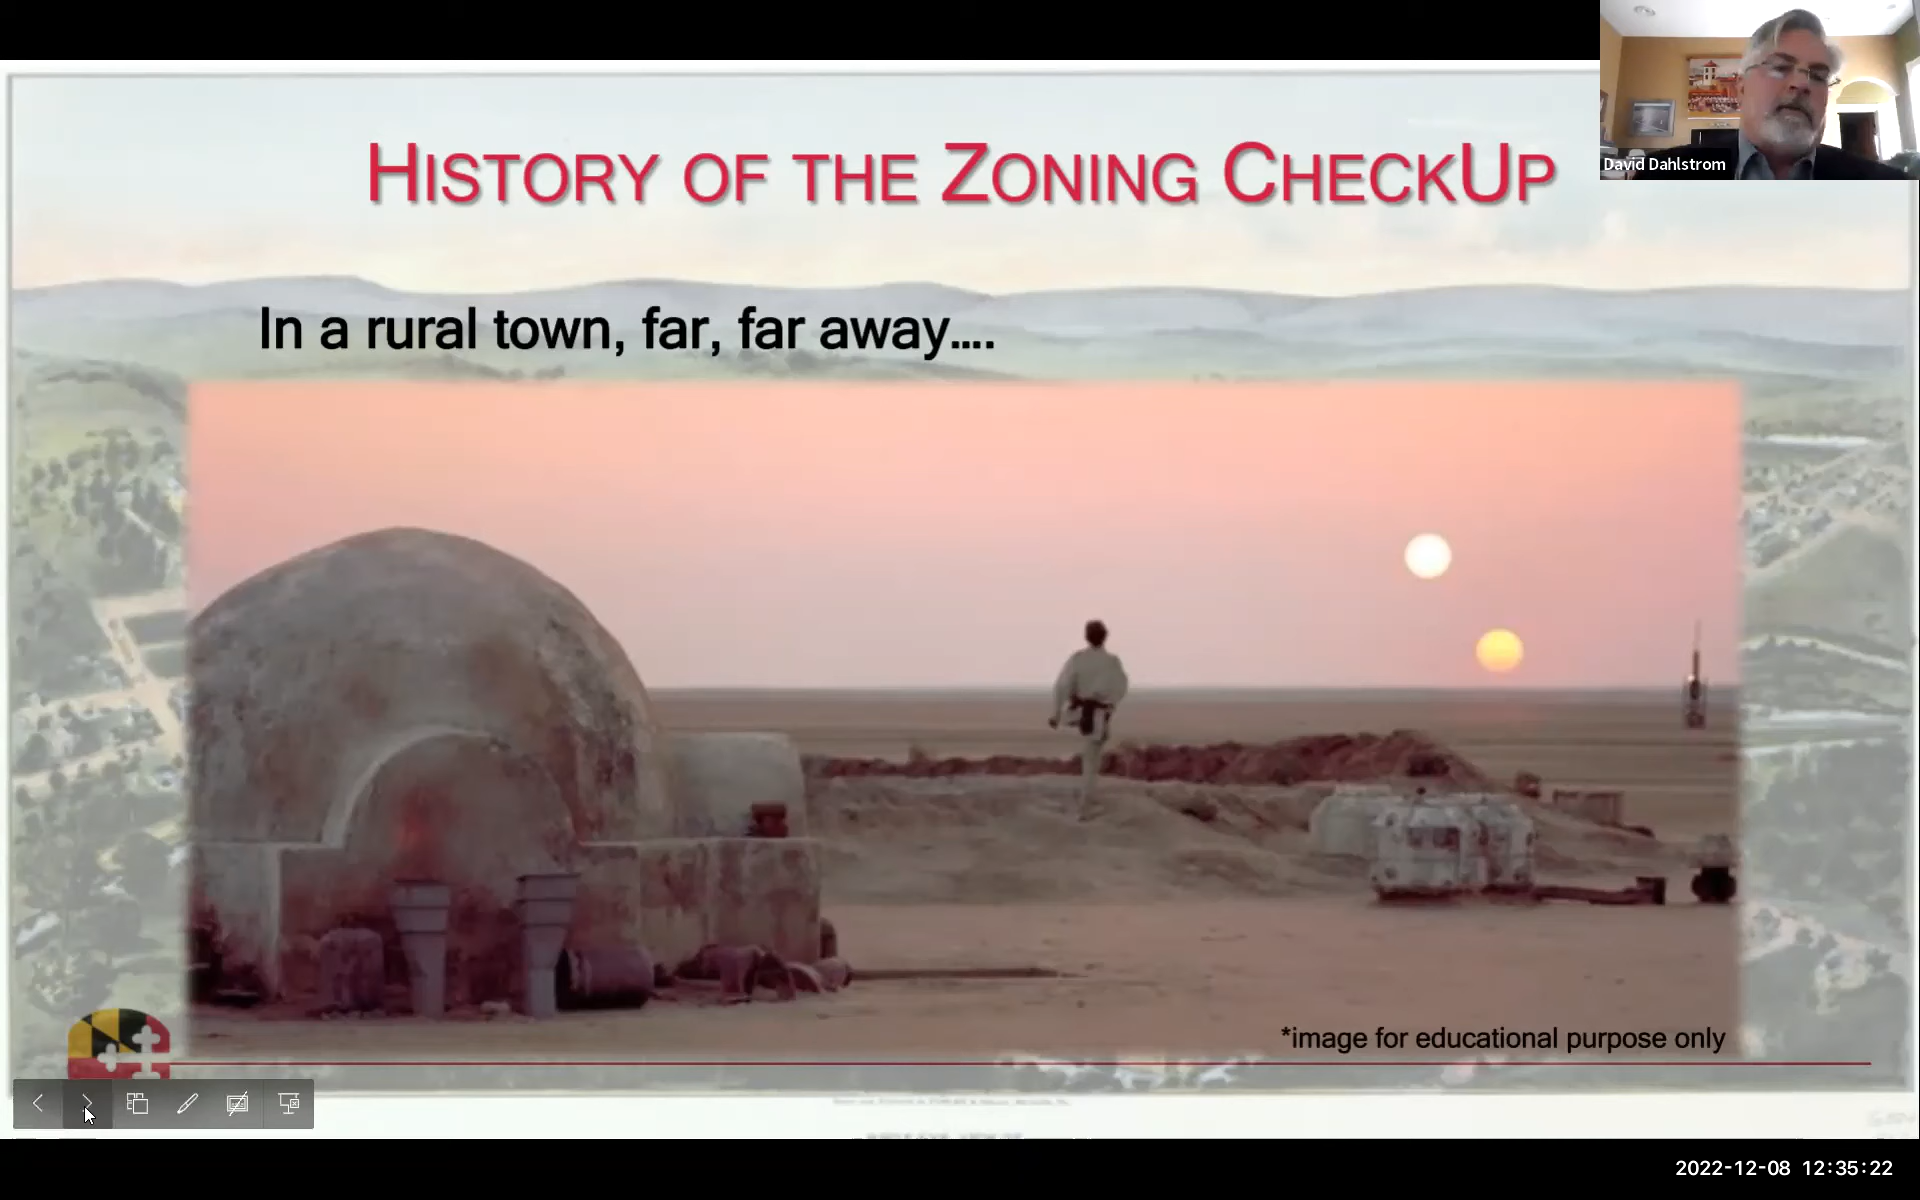 HISTORY OF THE ZONING CHECKUP
David Dahlstrom
In a rural town, far, far away....
*image for educational purpose only
2022-12-08 12:35:22